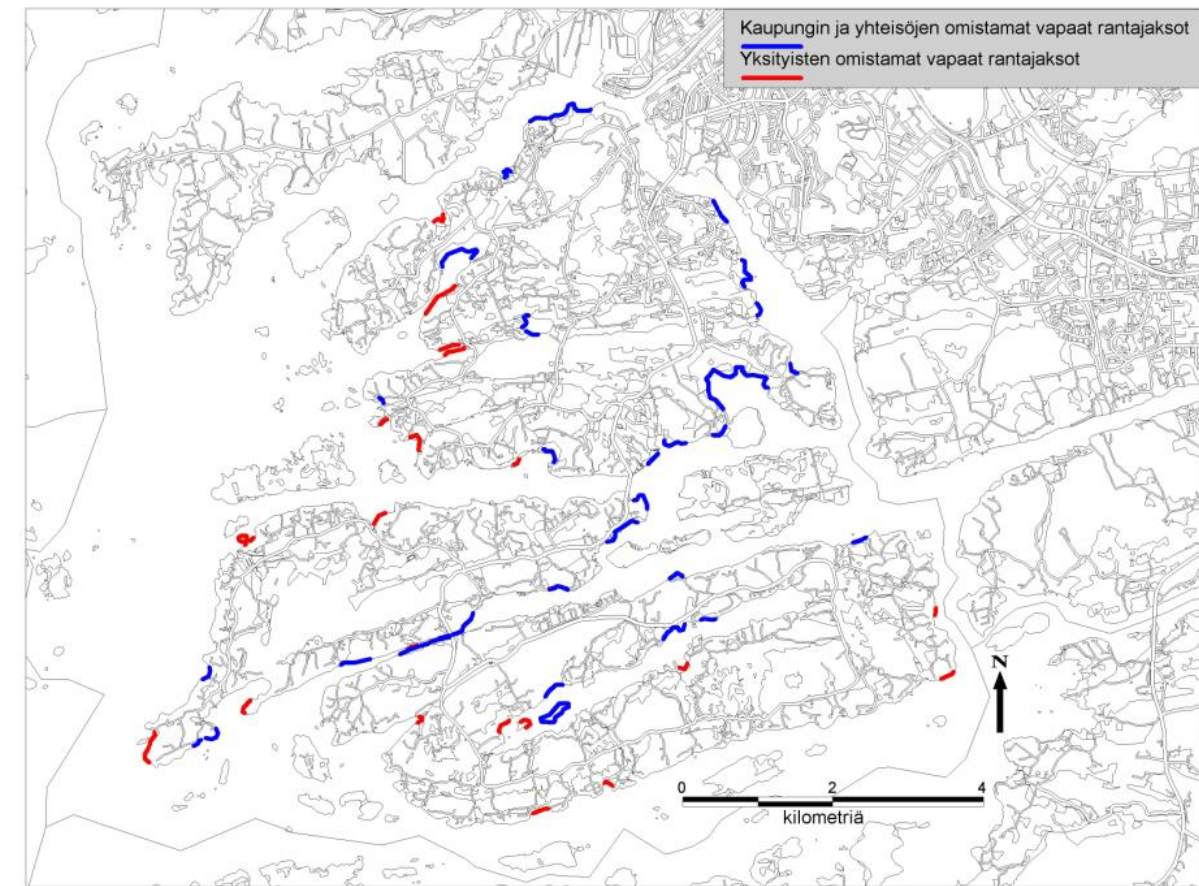 Kaupungin ja yhteisöjen omistamat vapaat rantajaksot
Yksityisten omistamat vapaat rantajaksot
N
0 2 4
kilometriä